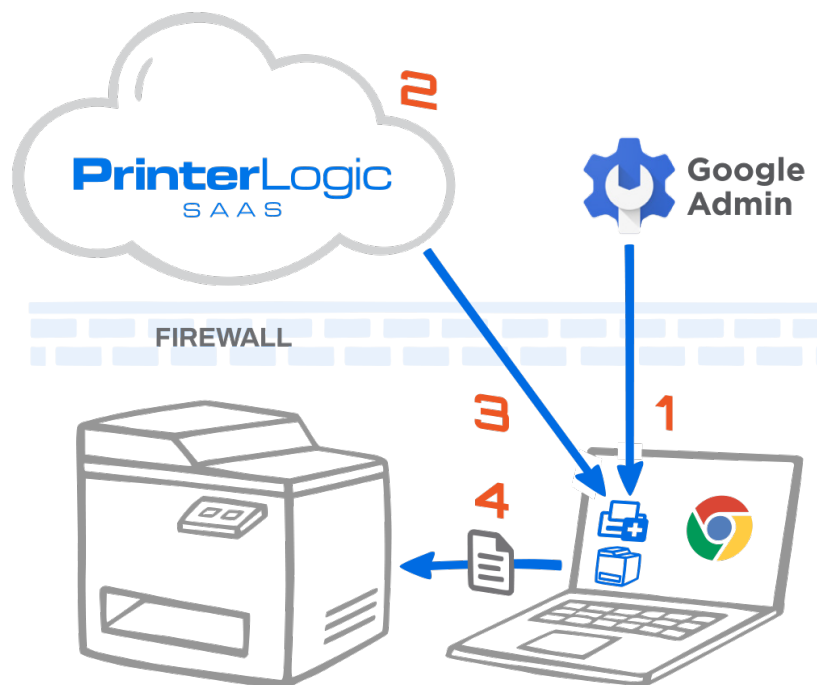 2
PrinterLogic
SAAS
Google
Admin
FIREWALL
3
1
4